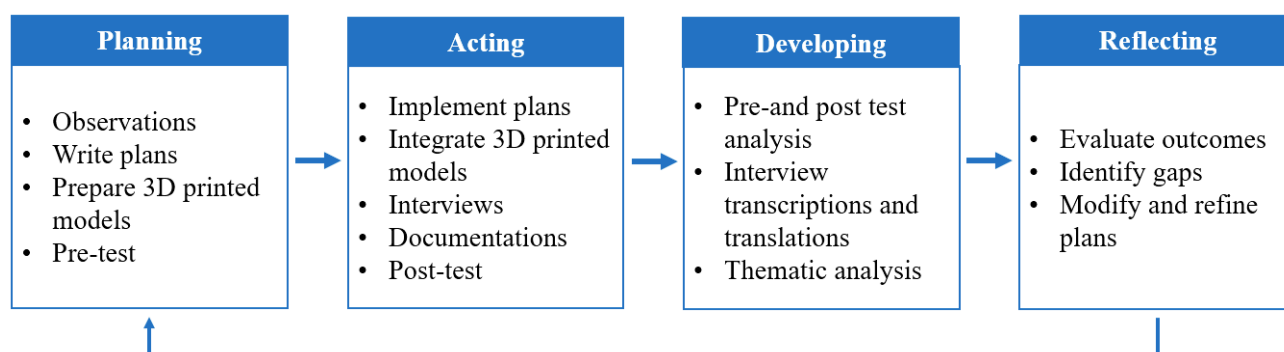 Planning
• Observations
• Write plans
• Prepare 3D printed
models
• Pre-test
Acting
• Implement plans
• Integrate 3D printed
models
• Interviews
• Documentations
• Post-test
Developing
• Pre-and post test
analysis
• Interview
transcriptions and
translations
• Thematic analysis
Reflecting
• Evaluate outcomes
• Identify gaps
• Modify and refine
plans